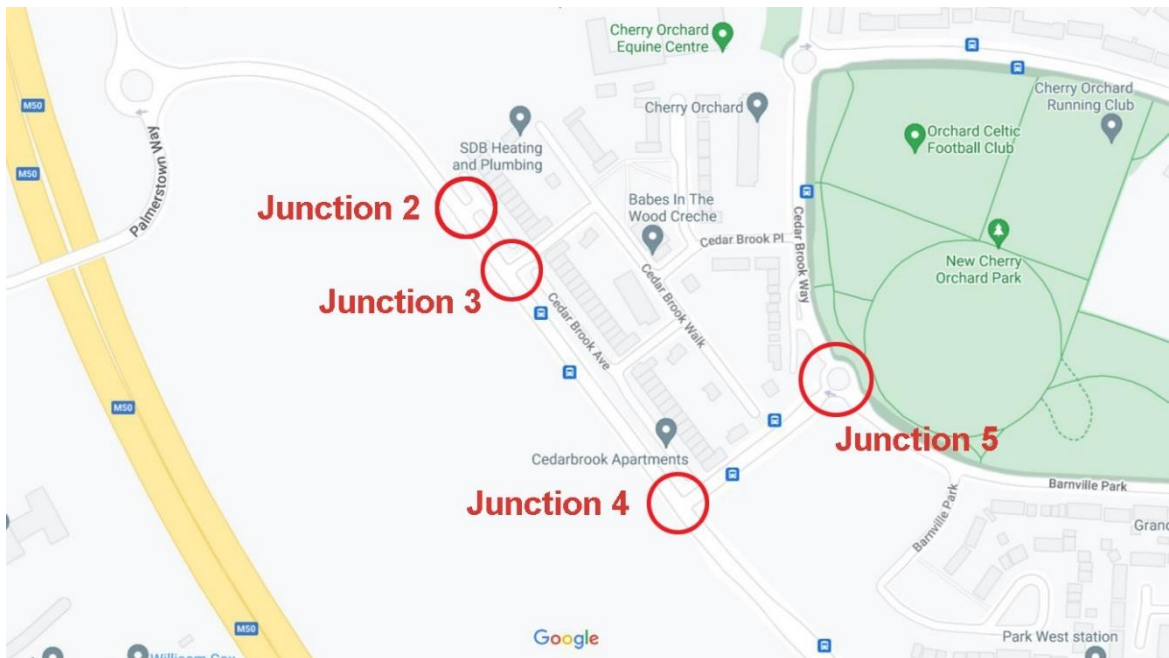 Cherry Orchard
Equine Centre
M50
M50
Palmerstown Way
SDB Heating
and Plumbing
Cherry Orchard
Cherry Orchard
Running Club
Orchard Celtic
Football Club
Junction 2
Babes In The
Wood Creche
Cedar Brook Pl
Cedar Brook Way
New Cherry
Orchard Park
Junction 3
Cedar Brook Ave
Cedar Brook Walk
M50
Junction 5
Cedarbrook Apartments
Junction 4
Barnville Park
Barnville Park
M50
Google
Park West station